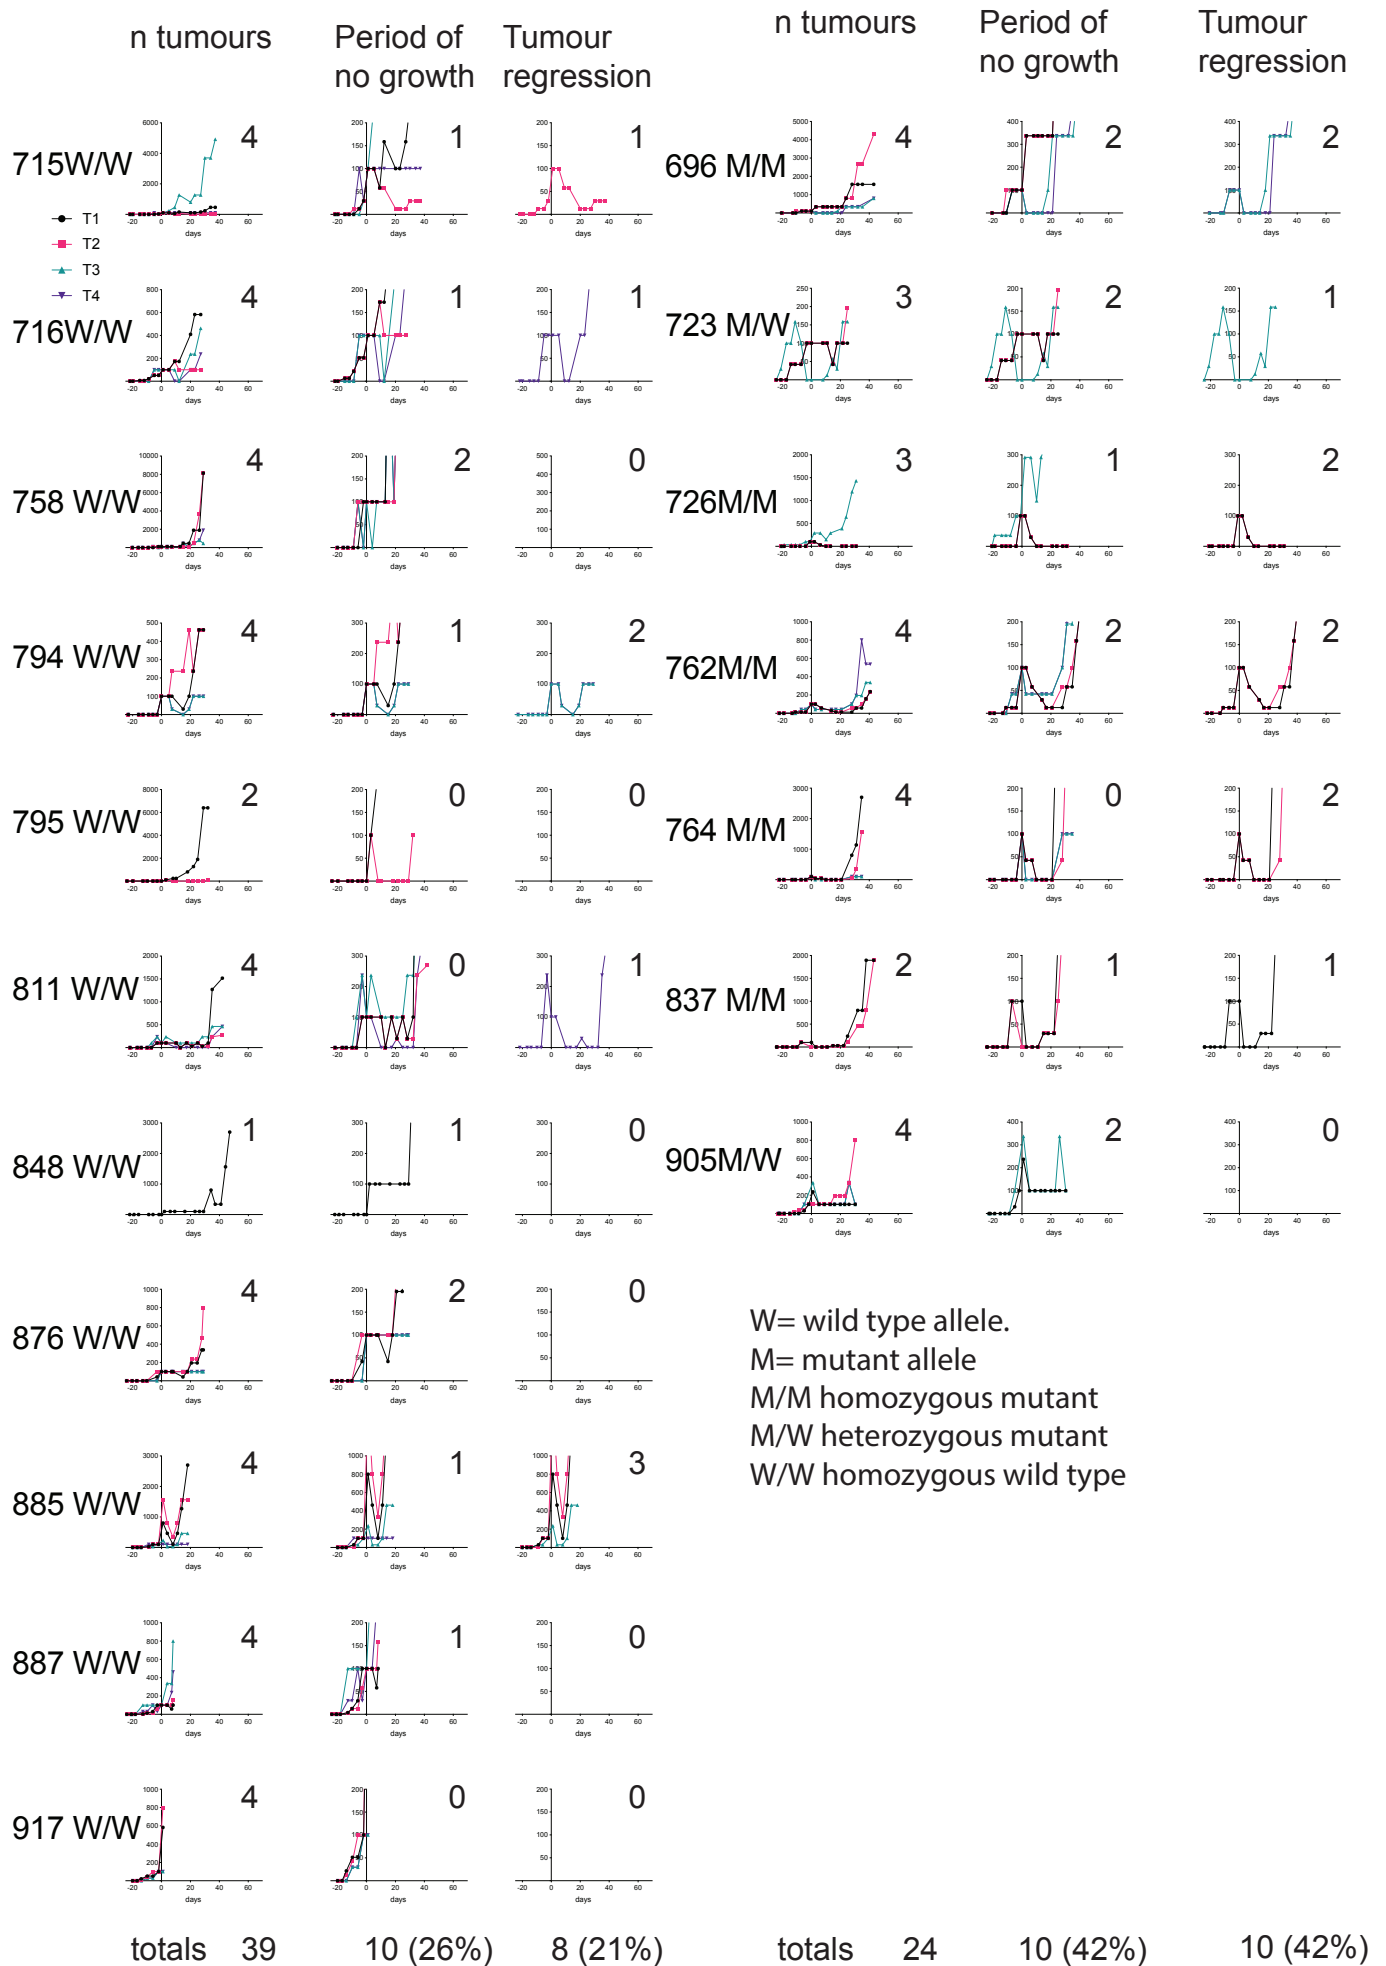 n tumours
Period of
no growth
Tumour
regression
n tumours
Period of
no growth
Tumour
regression
715W/W
4
1
1
696 M/M
4
2
2
T1
T2
T3
T4
716W/W
4
1
1
723 M/W
3
2
1
758 W/W
4
2
0
726M/M
3
1
2
794 W/W
4
1
2
762M/M
4
2
2
795 W/W
2
0
0
764 M/M
4
0
2
811 W/W
4
0
1
837 M/M
2
1
1
848 W/W
1
1
0
905M/W
4
2
0
876 W/W
4
2
0
W= wild type allele.
M= mutant allele
M/M homozygous mutant
M/W heterozygous mutant
W/W homozygous wild type
885 W/W
4
1
3
887 W/W
4
1
0
917 W/W
4
0
0
days
totals 39 10 (26%) 8 (21%)
totals 24 10 (42%) 10 (42%)